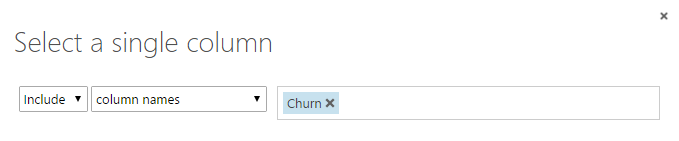 Select a single column
Include column names Churn